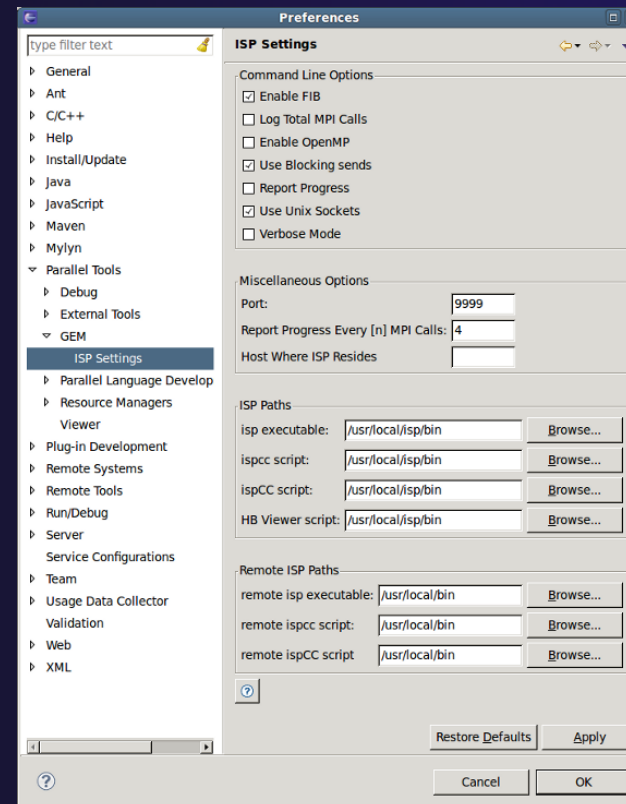 Preferences
type filter text
ISP Settings
General
Ant
C/C++
Help
Install/Update
Java
JavaScript
Maven
Mylyn
Parallel Tools
Debug
External Tools
GEM
ISP Settings
Parallel Language Develop
Resource Managers
Viewer
Plug-in Development
Remote Systems
Remote Tools
Run/Debug
Server
Service Configurations
Team
Usage Data Collector
Validation
Web
XML
Command Line Options
Enable FIB
Log Total MPI Calls
Enable OpenMP
Use Blocking sends
Report Progress
Use Unix Sockets
Verbose Mode
Miscellaneous Options
Port: 9999
Report Progress Every [n] MPI Calls: 4
Host Where ISP Resides
ISP Paths
isp executable: /usr/local/isp/bin Browse...
ispcc script: /usr/local/isp/bin Browse...
ispCC script: /usr/local/isp/bin Browse...
HB Viewer script: /usr/local/isp/bin Browse...
Remote ISP Paths
remote isp executable: /usr/local/bin Browse...
remote ispcc script: /usr/local/bin Browse...
remote ispCC script /usr/local/bin Browse...
?
Restore Defaults Apply
? Cancel OK